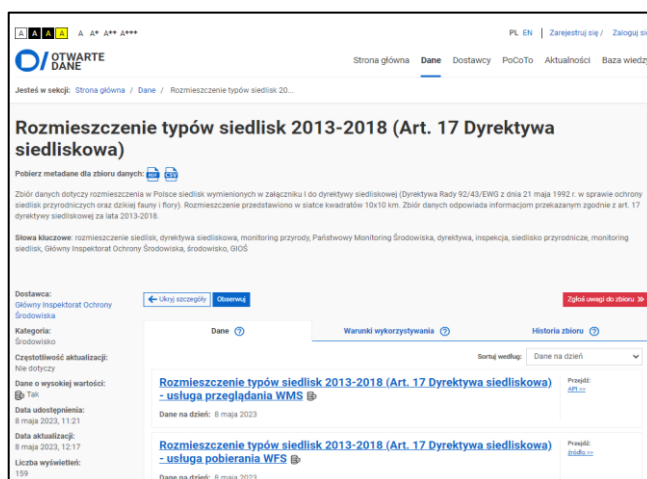 A A A A A A+ A++ A+++
PL EN | Zarejestruj się / Zaloguj się
OTWARTE
DANE
Strona główna Dane Dostawcy PoCoTo Aktualności Baza wiedzy
Jesteś w sekcji: Strona główna / Dane / Rozmieszczenie typów siedlisk 20...
Rozmieszczenie typów siedlisk 2013-2018 (Art. 17 Dyrektywa
siedliskowa)
Pobierz metadane dla zbioru danych: RDF CSV
Zbiór danych dotyczy rozmieszczenia w Polsce siedlisk wymienionych w załączniku I do dyrektywy siedliskowej (Dyrektywa Rady 92/43/EWG z dnia 21 maja 1992 r. w sprawie ochrony
siedlisk przyrodniczych oraz dzikiej fauny i flory). Rozmieszczenie przedstawiono w siatce kwadratów 10x10 km. Zbiór danych odpowiada informacjom przekazanym zgodnie z art. 17
dyrektywy siedliskowej za lata 2013-2018.
Słowa kluczowe: rozmieszczenie siedlisk, dyrektywa siedliskowa, monitoring przyrody, Państwowy Monitoring Środowiska, dyrektywa, inspekcja, siedlisko przyrodnicze, monitoring
siedlisk, Główny Inspektorat Ochrony Środowiska, środowisko, GIOŚ
Dostawca:
Główny Inspektorat Ochrony
Środowiska
Kategoria:
Środowisko
Częstotliwość aktualizacji:
Nie dotyczy
Dane o wysokiej wartości:
Tak
Data udostępnienia:
8 maja 2023, 11:21
Data aktualizacji:
8 maja 2023, 12:17
Liczba wyświetleń:
159
← Ukryj szczegóły Obserwuj
Zgłoś uwagi do zbioru »
Dane ? Warunki wykorzystywania ? Historia zbioru ?
Sortuj według: Dane na dzień
Rozmieszczenie typów siedlisk 2013-2018 (Art. 17 Dyrektywa siedliskowa)
- usługa przeglądania WMS
Przejdź:
API >>
Dane na dzień: 8 maja 2023
Rozmieszczenie typów siedlisk 2013-2018 (Art. 17 Dyrektywa siedliskowa)
- usługa pobierania WFS
Przejdź:
źródło >>
Dane na dzień: 8 maja 2023